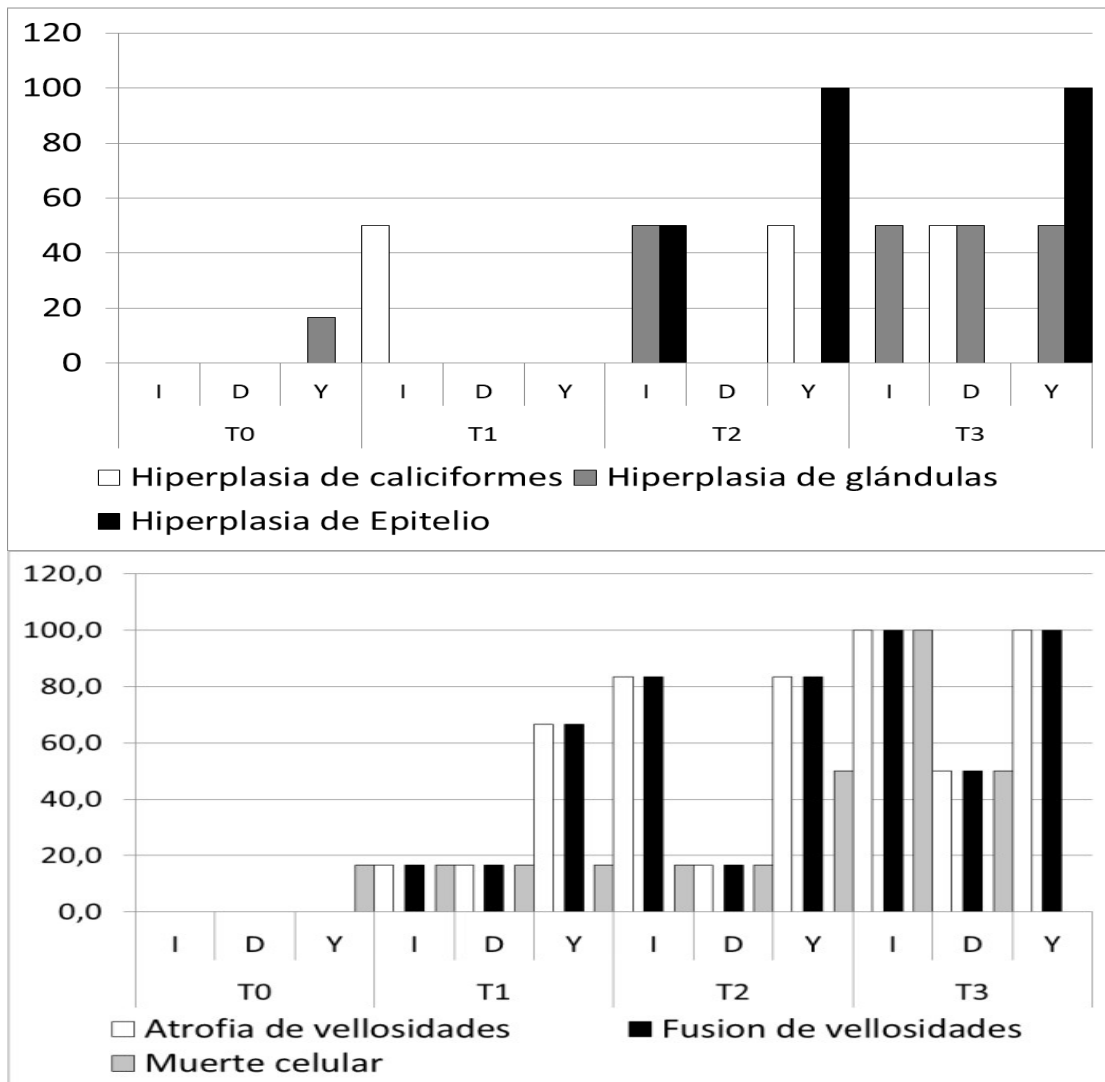 120
100
80
60
40
20
0
I D Y I D Y I D Y I D Y
T0 T1 T2 T3
Hiperplasia de caliciformes Hiperplasia de glándulas
Hiperplasia de Epitelio
120,0
100,0
80,0
60,0
40,0
20,0
0,0
I D Y I D Y I D Y I D Y
T0 T1 T2 T3
Atrofia de vellosidades Fusion de vellosidades
Muerte celular